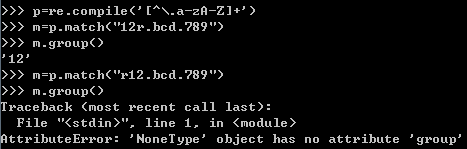 >>> p=re.compile('[^\.a-zA-Z]+')
>>> m=p.match("12r.bcd.789")
>>> m.group()
'12'
>>> m=p.match("r12.bcd.789")
>>> m.group()
Traceback (most recent call last):
  File "<stdin>", line 1, in <module>
AttributeError: 'NoneType' object has no attribute 'group'